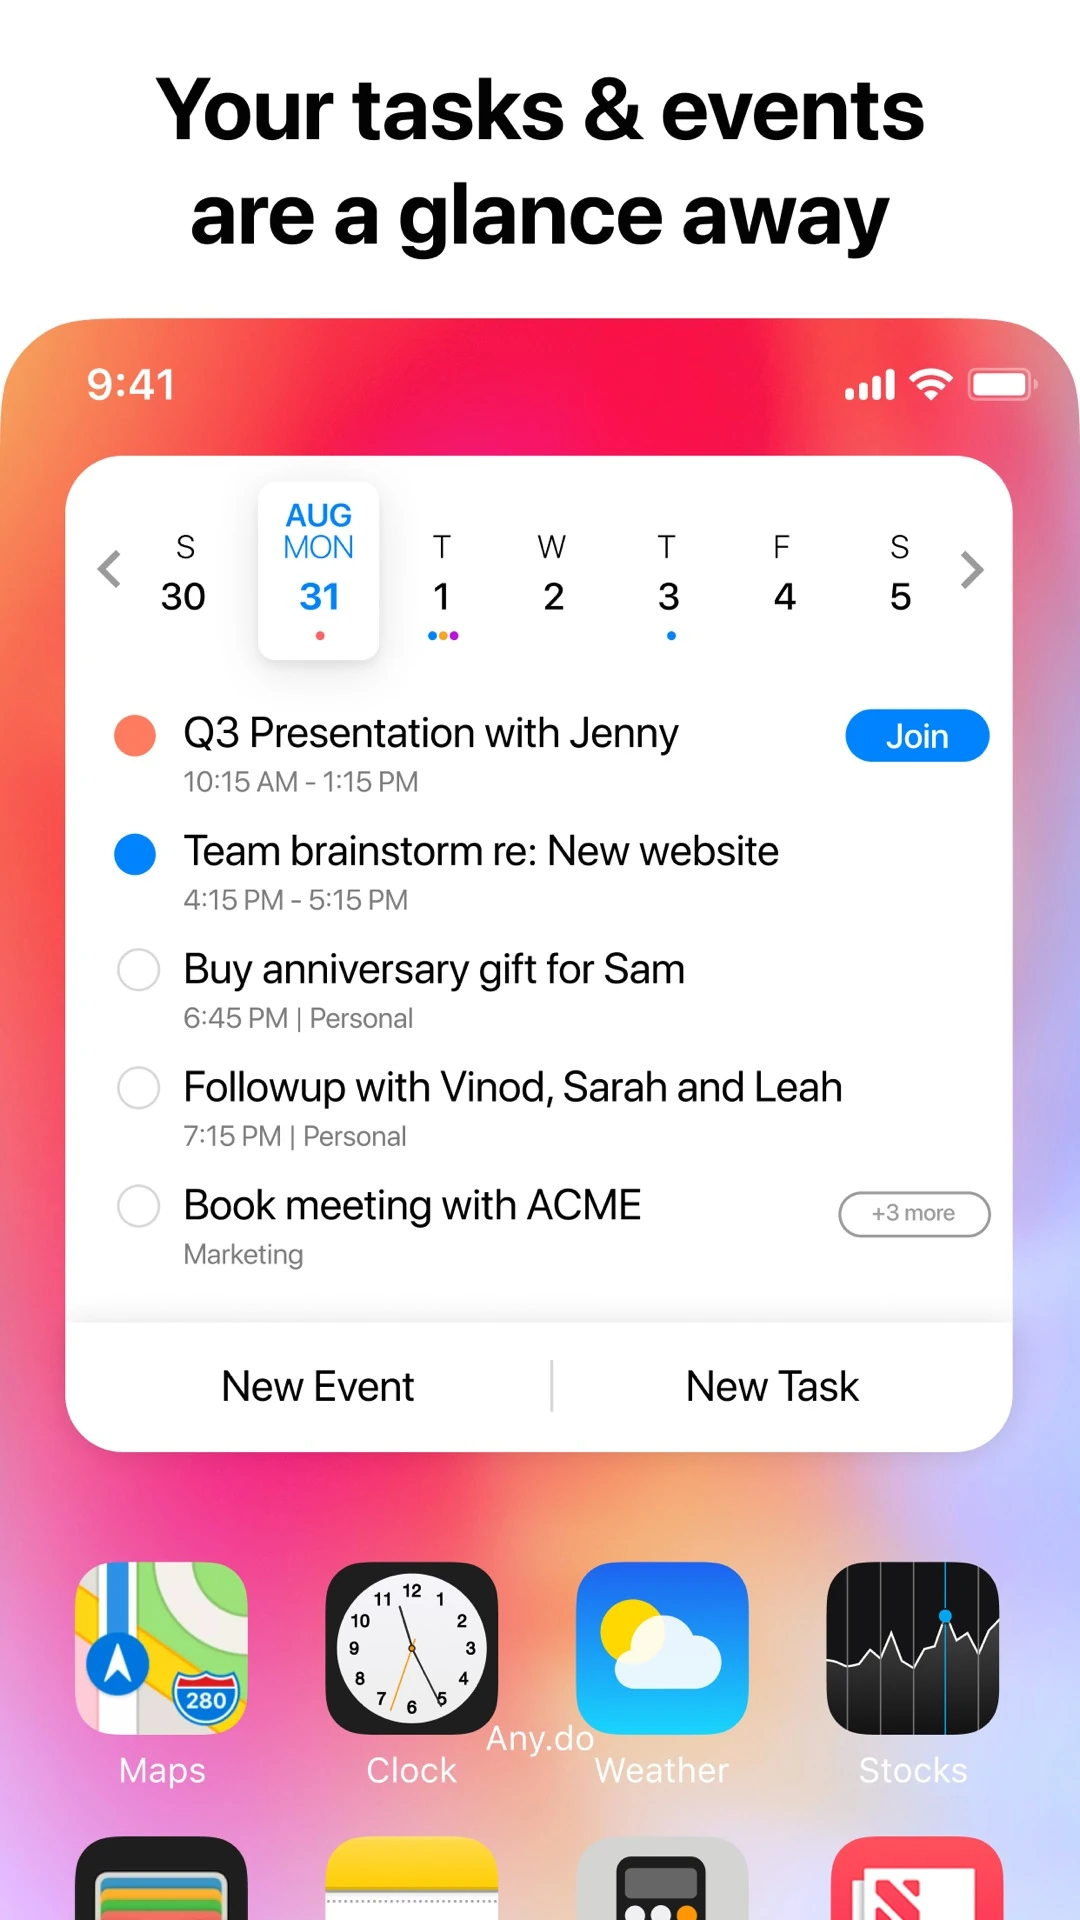 Your tasks & events
are a glance away
9:41
AUG
S MON T W T F S
30 31 1 2 3 4 5
Q3 Presentation with Jenny
Join
10:15 AM - 1:15 PM
Team brainstorm re: New website
4:15 PM - 5:15 PM
Buy anniversary gift for Sam
6:45 PM | Personal
Followup with Vinod, Sarah and Leah
7:15 PM | Personal
Book meeting with ACME
+3 more
Marketing
New Event
New Task
280
12
11 1
10 2
9 3
8 4
7 5
6
Any.do
Maps
Clock
Weather
Stocks